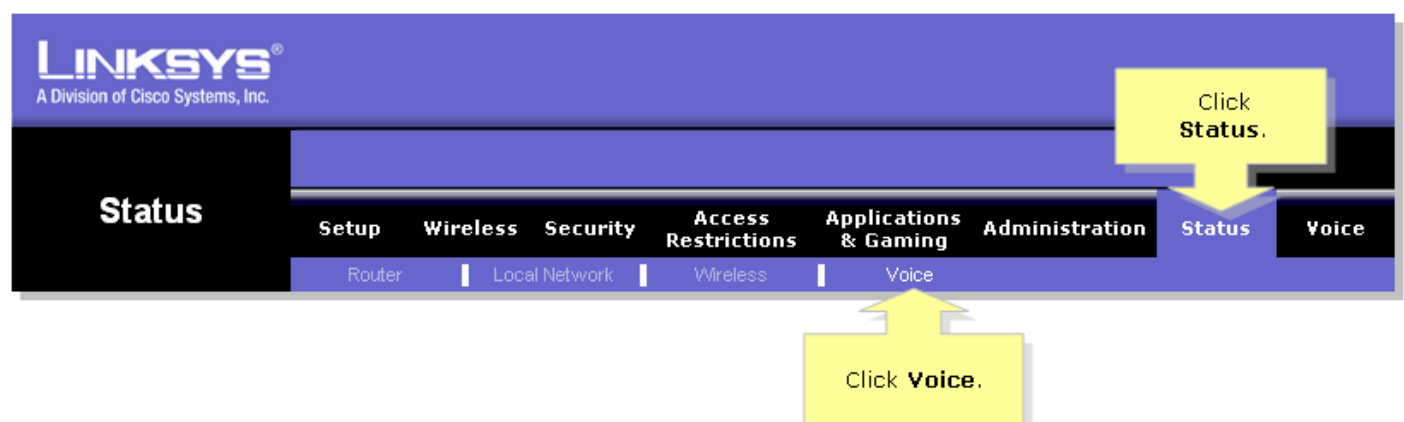 LINKSYS®
A Division of Cisco Systems, Inc.
Click
Status.
Status
Setup Wireless Security Access Restrictions Applications & Gaming Administration Status Voice
Router Local Network Wireless Voice
Click Voice.